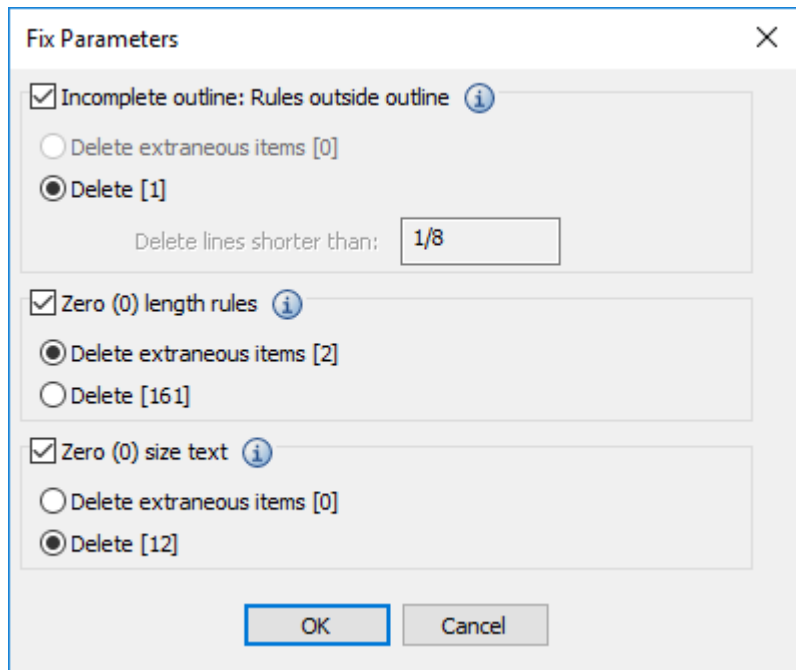 Fix Parameters
Incomplete outline: Rules outside outline
Delete extraneous items [0]
Delete [1]
Delete lines shorter than: 1/8
Zero (0) length rules
Delete extraneous items [2]
Delete [161]
Zero (0) size text
Delete extraneous items [0]
Delete [12]
OK Cancel